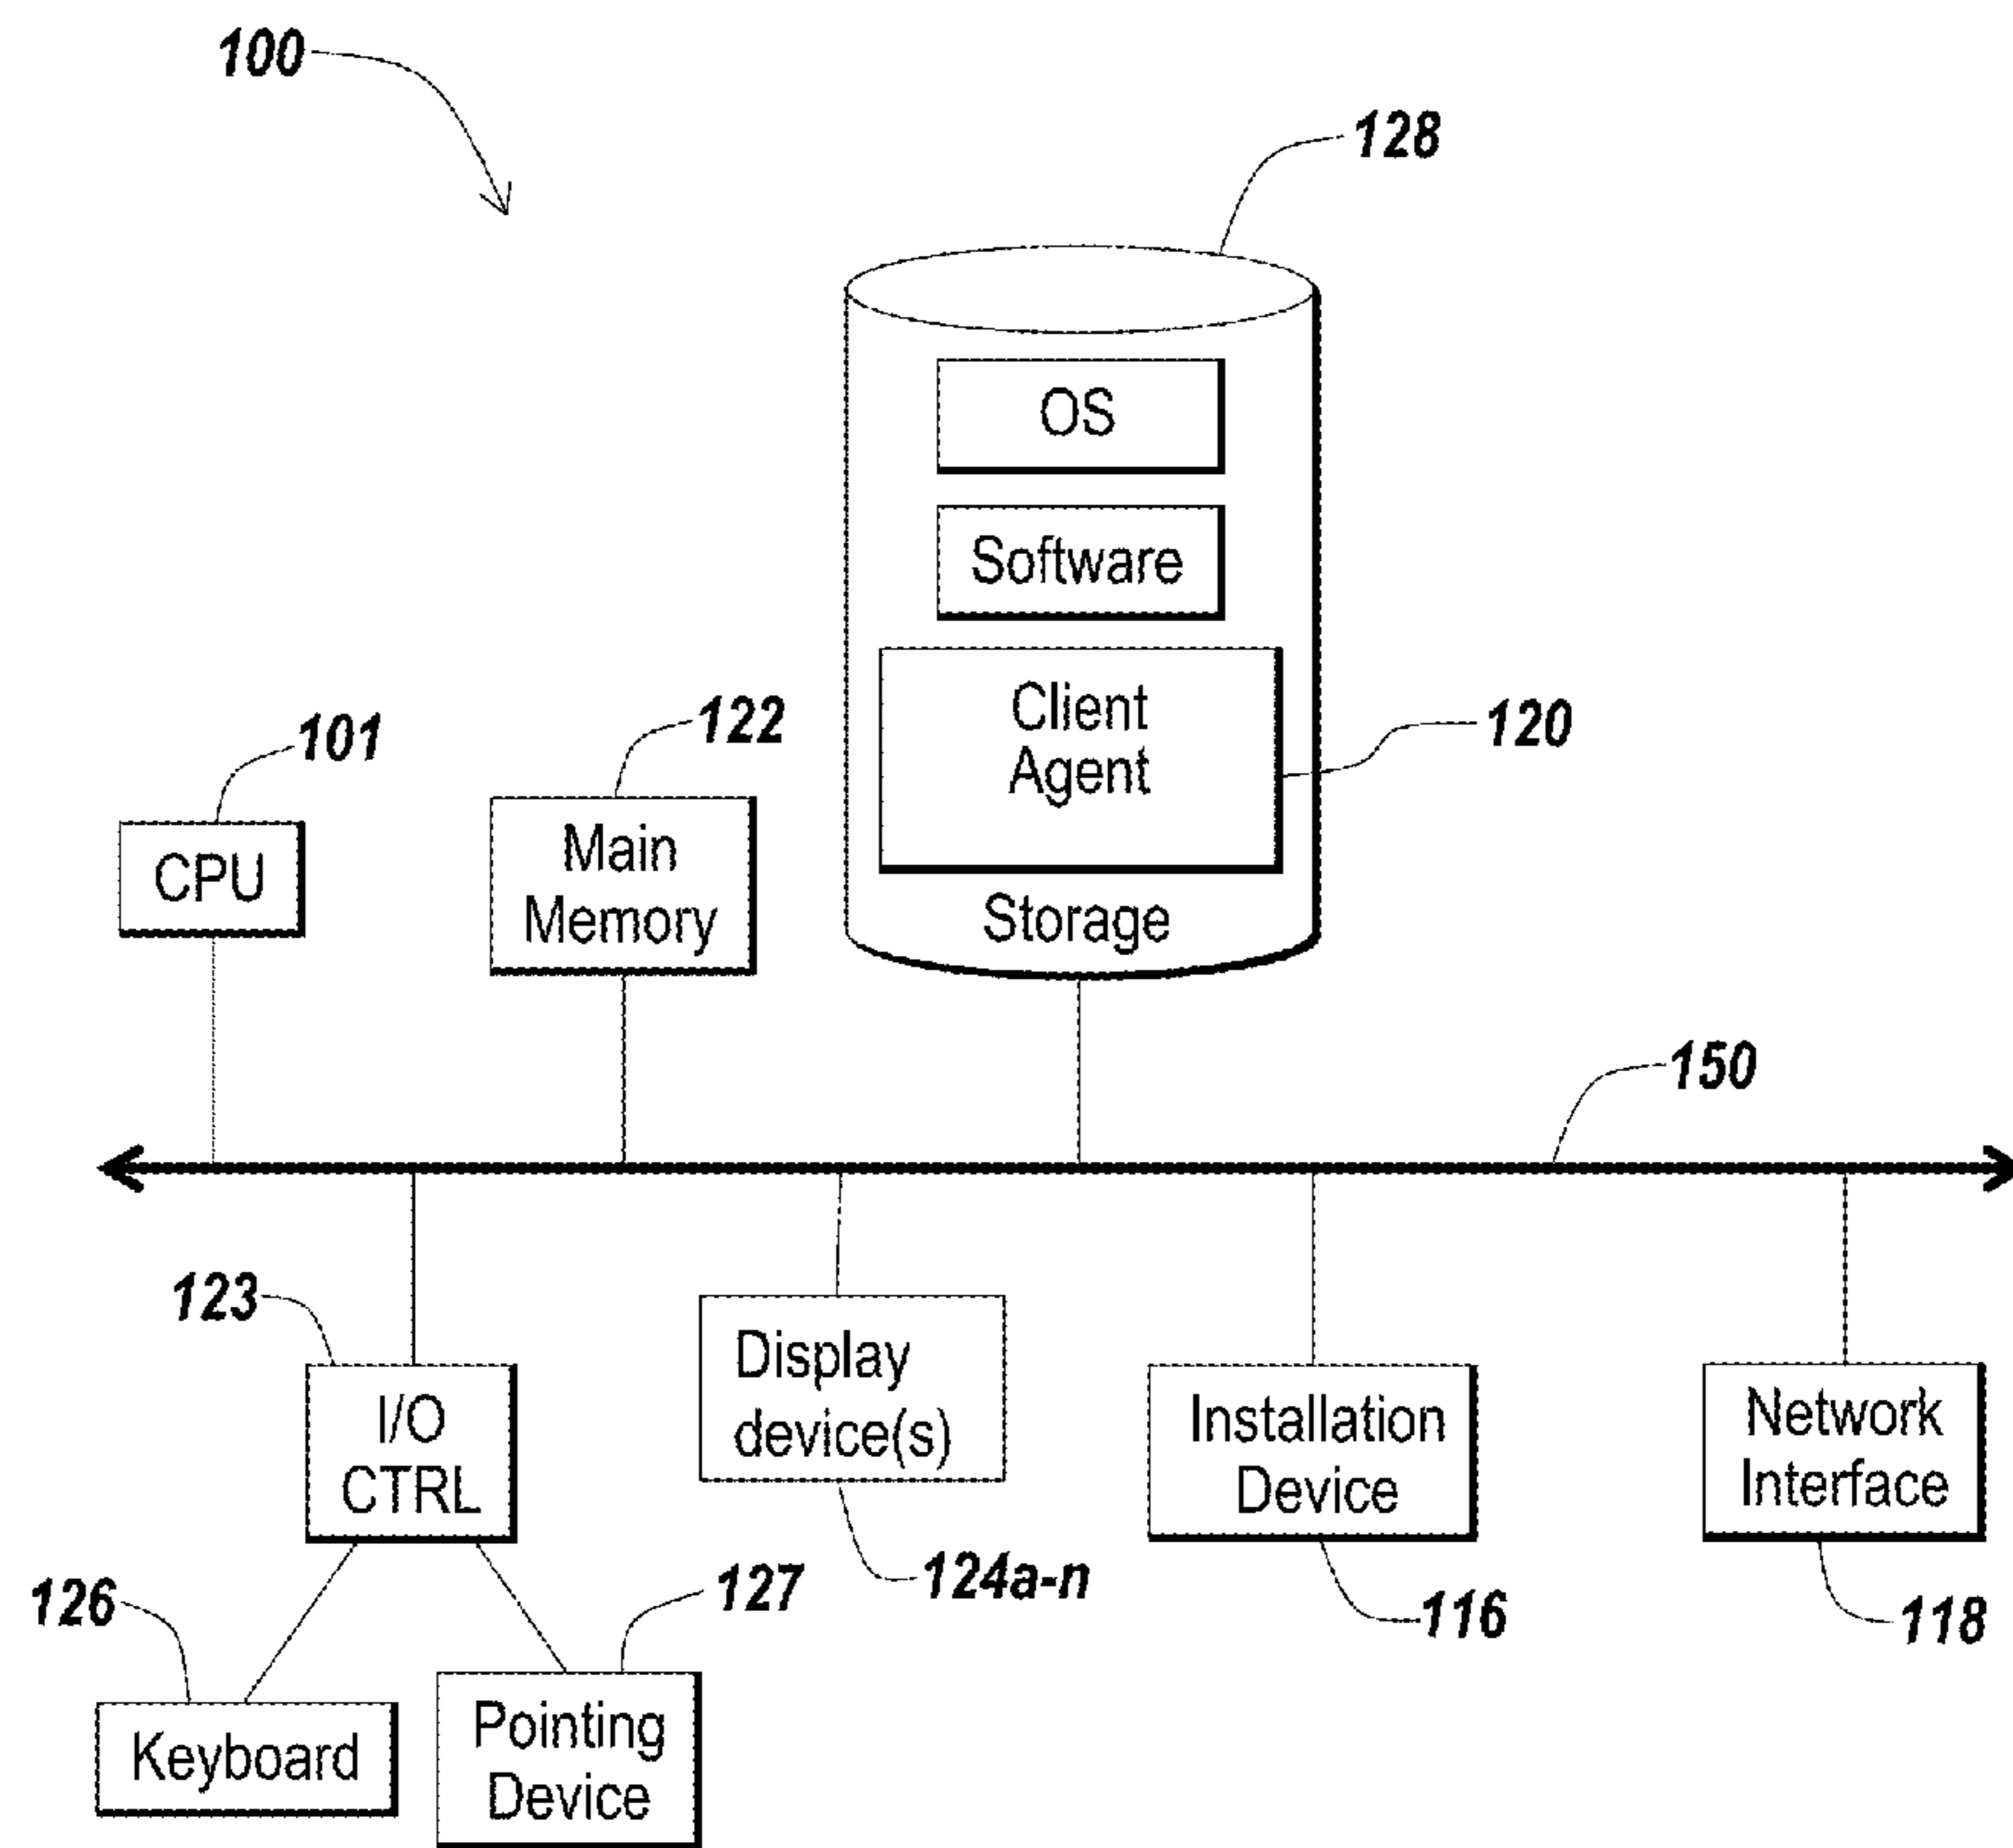 100
128
OS
Software
Client
Agent
120
Storage
101
CPU
122
Main
Memory
150
123
I/O
CTRL
Display
device(s)
124a-n
Installation
Device
116
Network
Interface
118
126
Keyboard
127
Pointing
Device